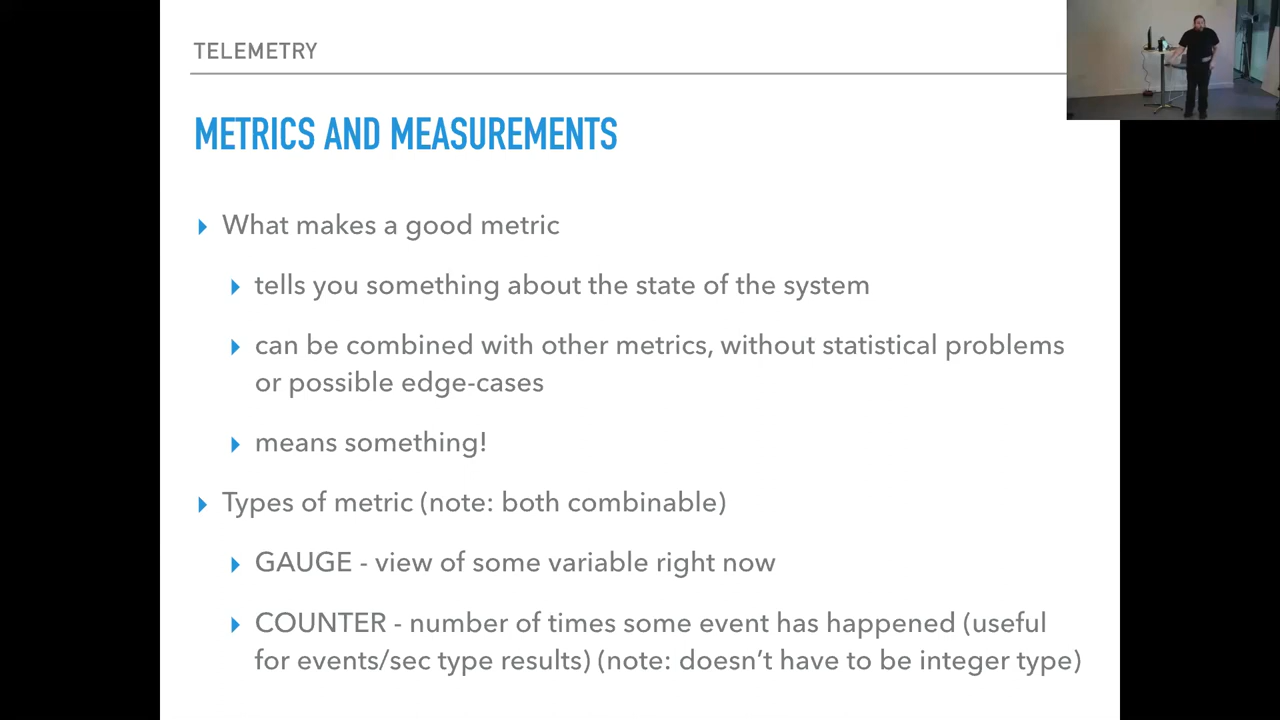 TELEMETRY
METRICS AND MEASUREMENTS
What makes a good metric
tells you something about the state of the system
can be combined with other metrics, without statistical problems
or possible edge-cases
means something!
Types of metric (note: both combinable)
GAUGE - view of some variable right now
COUNTER - number of times some event has happened (useful
for events/sec type results) (note: doesn't have to be integer type)